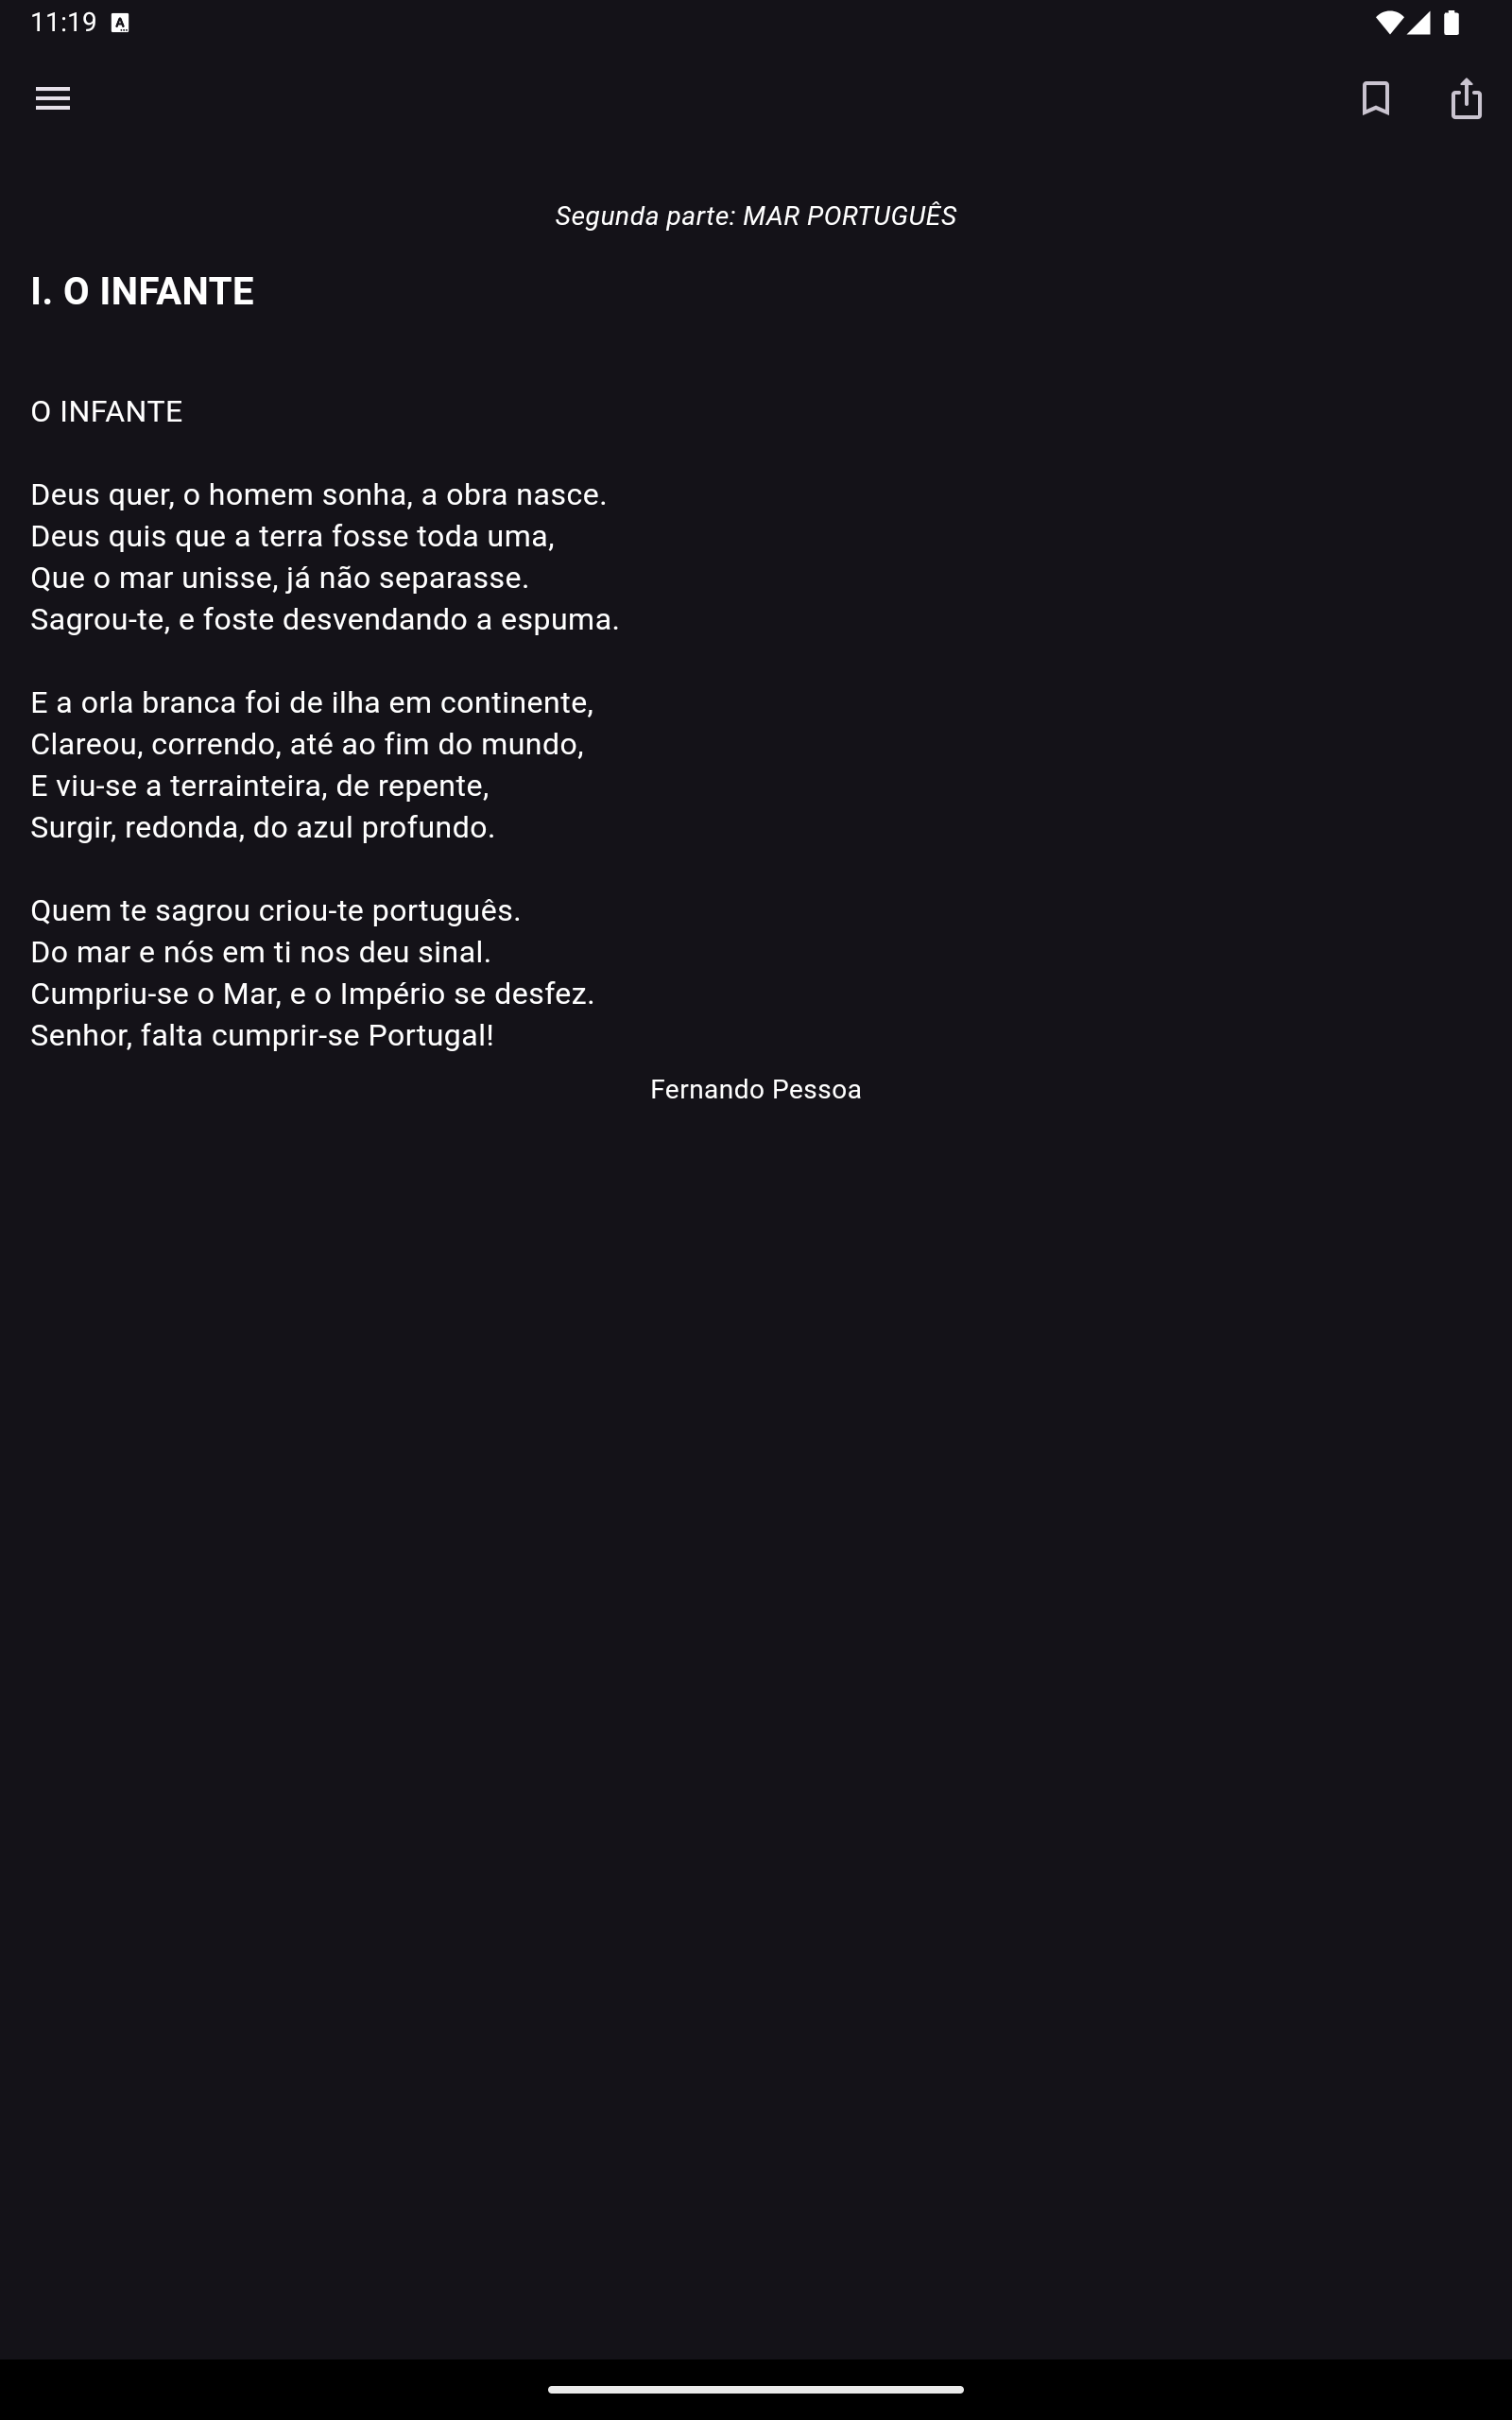 11:19
Segunda parte: MAR PORTUGUÊS
I. O INFANTE
O INFANTE
Deus quer, o homem sonha, a obra nasce.
Deus quis que a terra fosse toda uma,
Que o mar unisse, já não separasse.
Sagrou-te, e foste desvendando a espuma.
E a orla branca foi de ilha em continente,
Clareou, correndo, até ao fim do mundo,
E viu-se a terrainteira, de repente,
Surgir, redonda, do azul profundo.
Quem te sagrou criou-te português.
Do mar e nós em ti nos deu sinal.
Cumpriu-se o Mar, e o Império se desfez.
Senhor, falta cumprir-se Portugal!
Fernando Pessoa